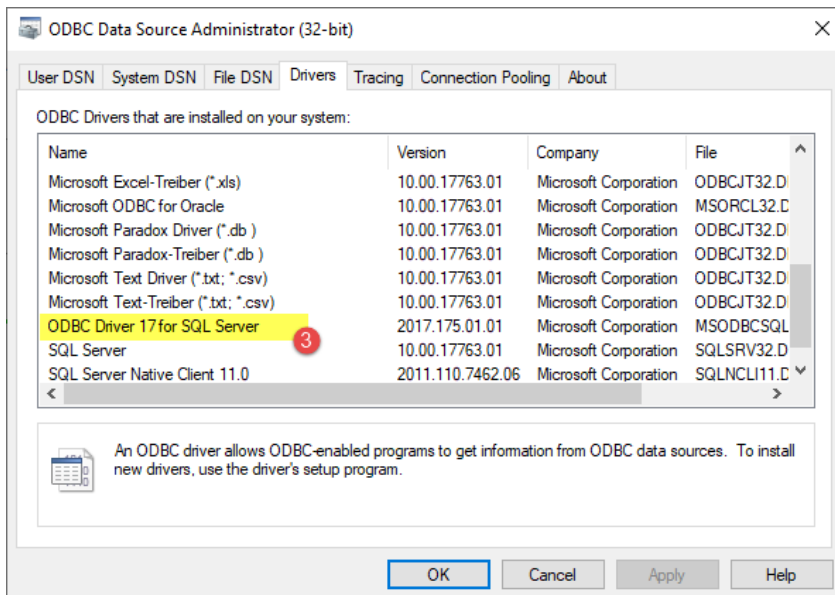 ODBC Data Source Administrator (32-bit)
User DSN System DSN File DSN Drivers Tracing Connection Pooling About
ODBC Drivers that are installed on your system:
Name Version Company File
Microsoft Excel-Treiber (*.xls) 10.00.17763.01 Microsoft Corporation ODBCJT32.D
Microsoft ODBC for Oracle 10.00.17763.01 Microsoft Corporation MSORCL32.D
Microsoft Paradox Driver (*.db ) 10.00.17763.01 Microsoft Corporation ODBCJT32.D
Microsoft Paradox-Treiber (*.db ) 10.00.17763.01 Microsoft Corporation ODBCJT32.D
Microsoft Text Driver (*.txt; *.csv) 10.00.17763.01 Microsoft Corporation ODBCJT32.D
Microsoft Text-Treiber (*.txt; *.csv) 10.00.17763.01 Microsoft Corporation ODBCJT32.D
ODBC Driver 17 for SQL Server 2017.175.01.01 Microsoft Corporation MSODBCSQL
3
SQL Server 10.00.17763.01 Microsoft Corporation SQLSRV32.D
SQL Server Native Client 11.0 2011.110.7462.06 Microsoft Corporation SQLNCLI11.D
An ODBC driver allows ODBC-enabled programs to get information from ODBC data sources. To install
new drivers, use the driver's setup program.
OK Cancel Apply Help